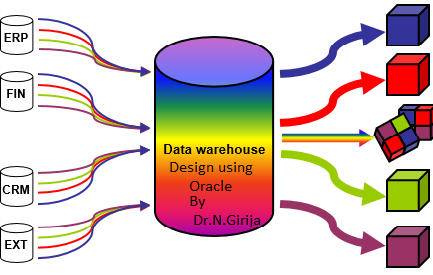 ERP
FIN
CRM
EXT
Data warehouse
Design using
Oracle
By
Dr.N.Girija